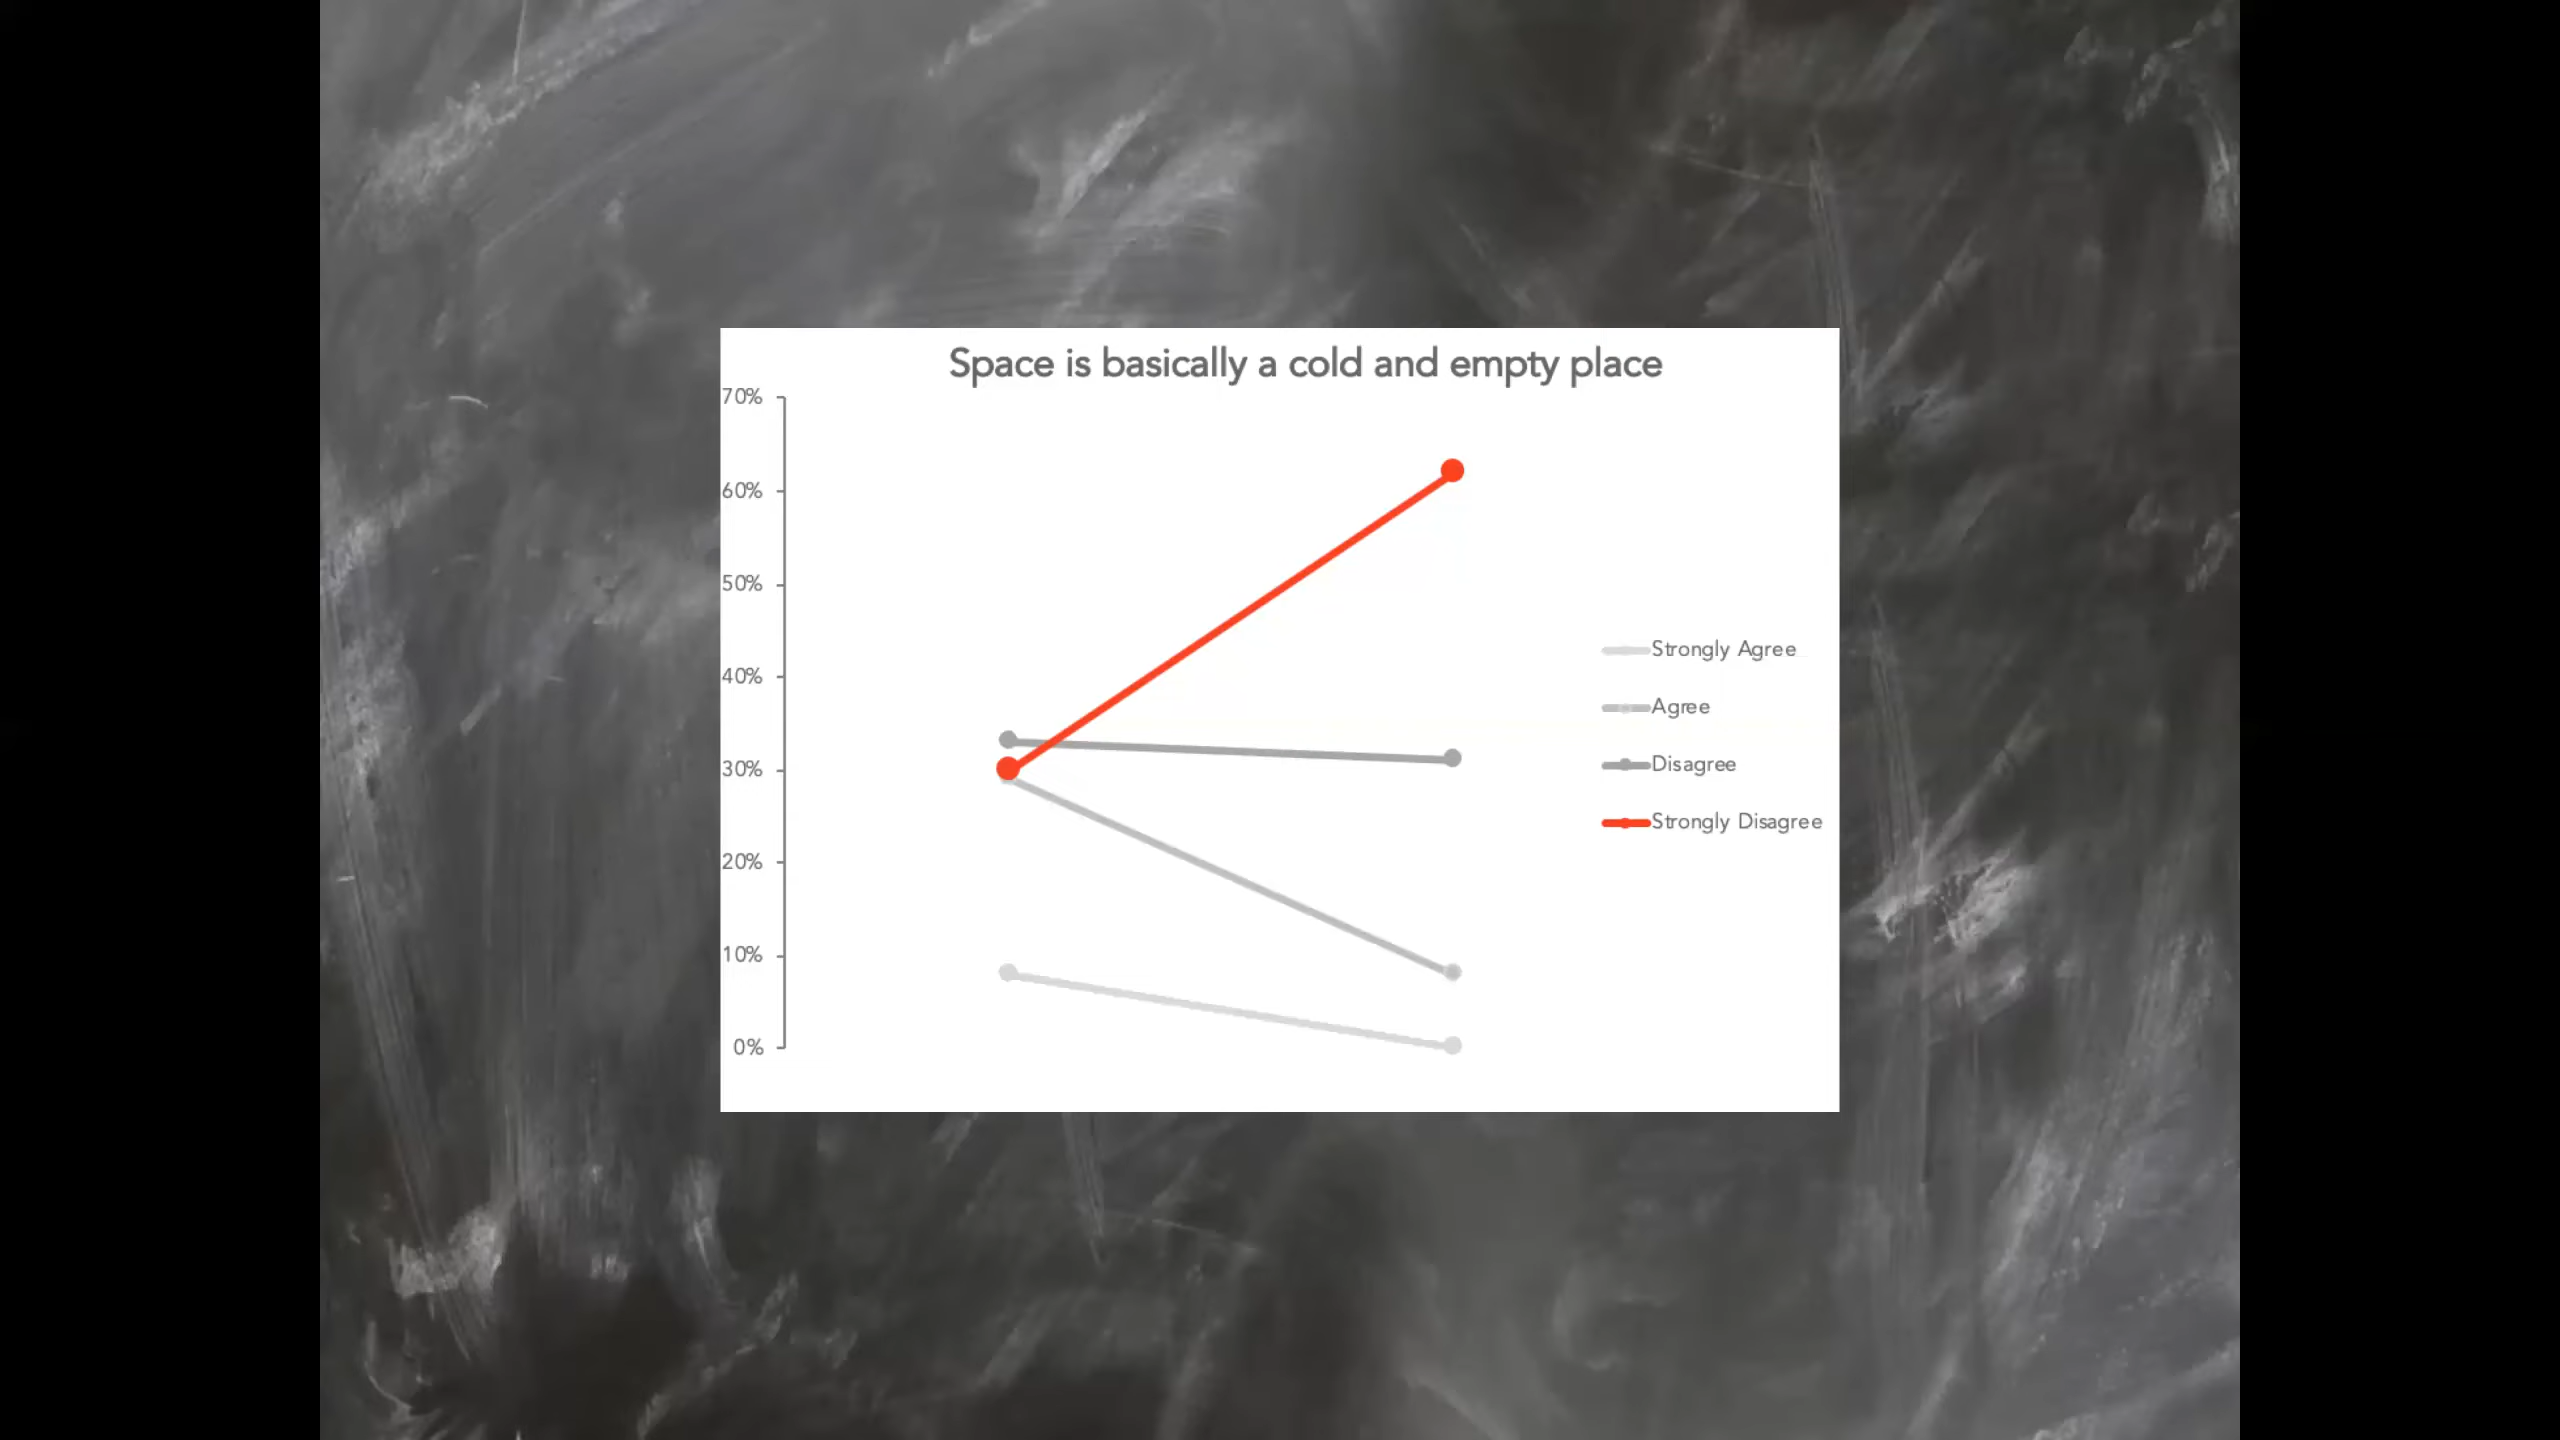 Space is basically a cold and empty place
70%
60%
50%
40%
30%
20%
10%
0%
Strongly Agree
Agree
Disagree
Strongly Disagree